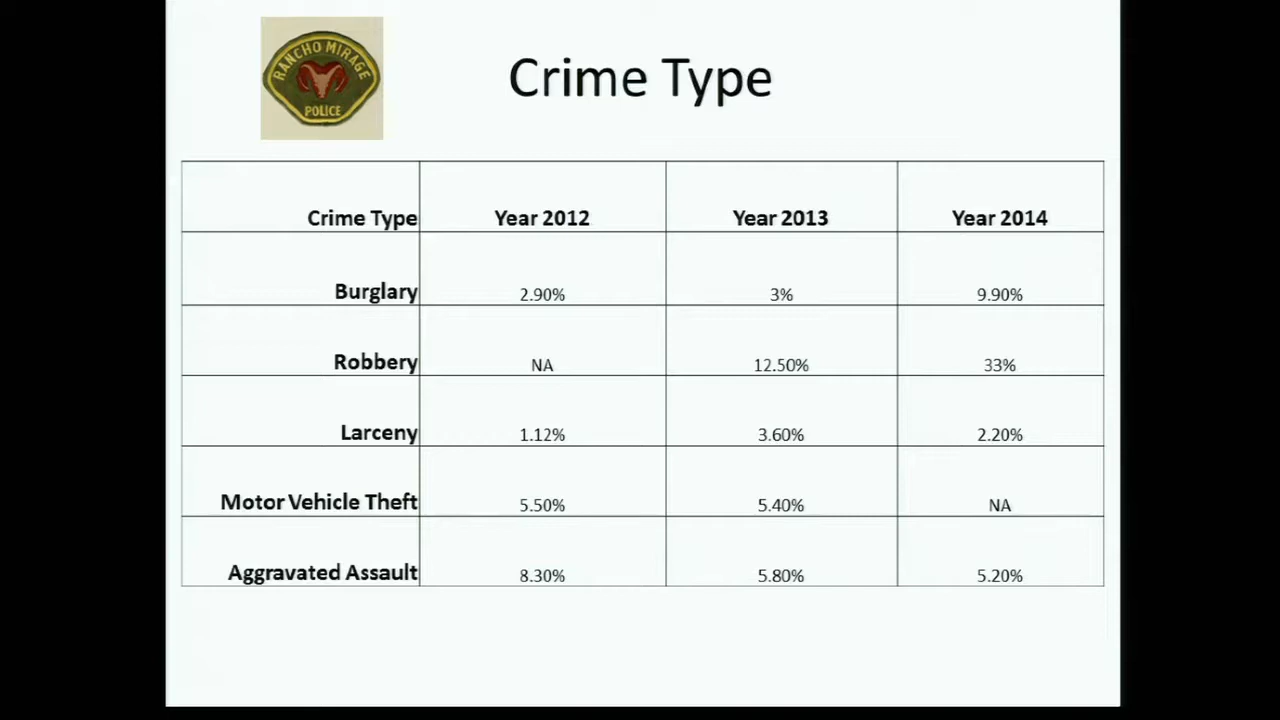 RANCHO MIRAGE
POLICE
Crime Type
Crime Type Year 2012 Year 2013 Year 2014
Burglary 2.90% 3% 9.90%
Robbery NA 12.50% 33%
Larceny 1.12% 3.60% 2.20%
Motor Vehicle Theft 5.50% 5.40% NA
Aggravated Assault 8.30% 5.80% 5.20%